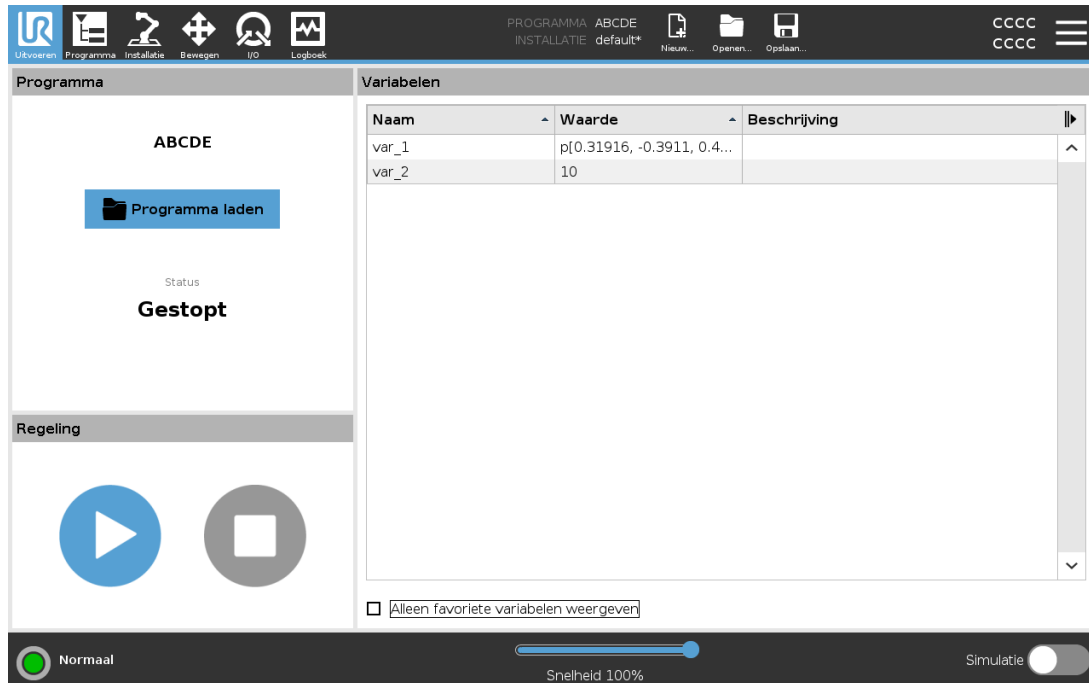 UR
Uitvoeren Programma Installatie Bewegen I/O Logboek
PROGRAMMA ABCDE
INSTALLATIE default*
Nieuw... Openen... Opslaan...
CCCC
CCCC
Programma
ABCDE
Programma laden
Status
Gestopt
Regeling
Variabelen
Naam Waarde Beschrijving
var_1 p[0.31916, -0.3911, 0.4...
var_2 10
Alleen favoriete variabelen weergeven
Normaal
Snelheid 100%
Simulatie